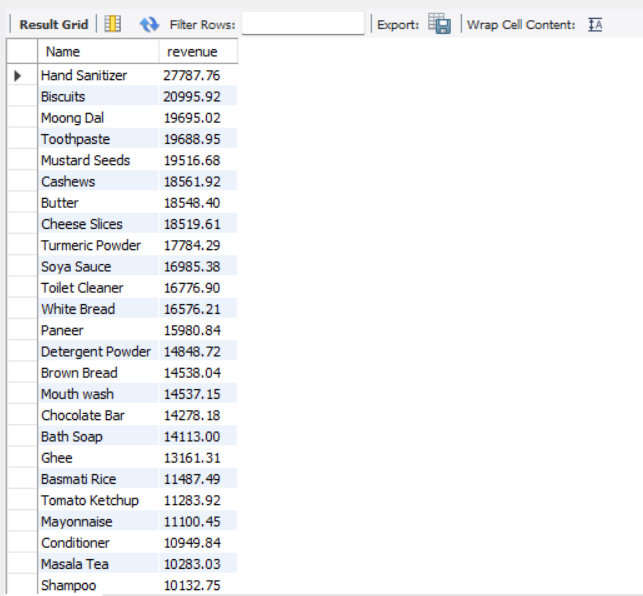 Result Grid Filter Rows: Export: Wrap Cell Content:
Name revenue
Hand Sanitizer 27787.76
Biscuits 20995.92
Moong Dal 19695.02
Toothpaste 19688.95
Mustard Seeds 19516.68
Cashews 18561.92
Butter 18548.40
Cheese Slices 18519.61
Turmeric Powder 17784.29
Soya Sauce 16985.38
Toilet Cleaner 16776.90
White Bread 16576.21
Paneer 15980.84
Detergent Powder 14848.72
Brown Bread 14538.04
Mouth wash 14537.15
Chocolate Bar 14278.18
Bath Soap 14113.00
Ghee 13161.31
Basmati Rice 11487.49
Tomato Ketchup 11283.92
Mayonnaise 11100.45
Conditioner 10949.84
Masala Tea 10283.03
Shampoo 10132.75